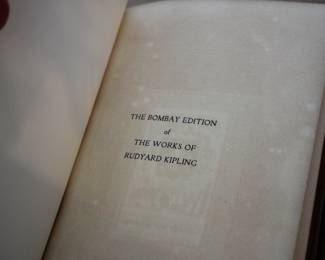 THE BOMBAY EDITION
of
THE WORKS OF
RUDYARD KIPLING